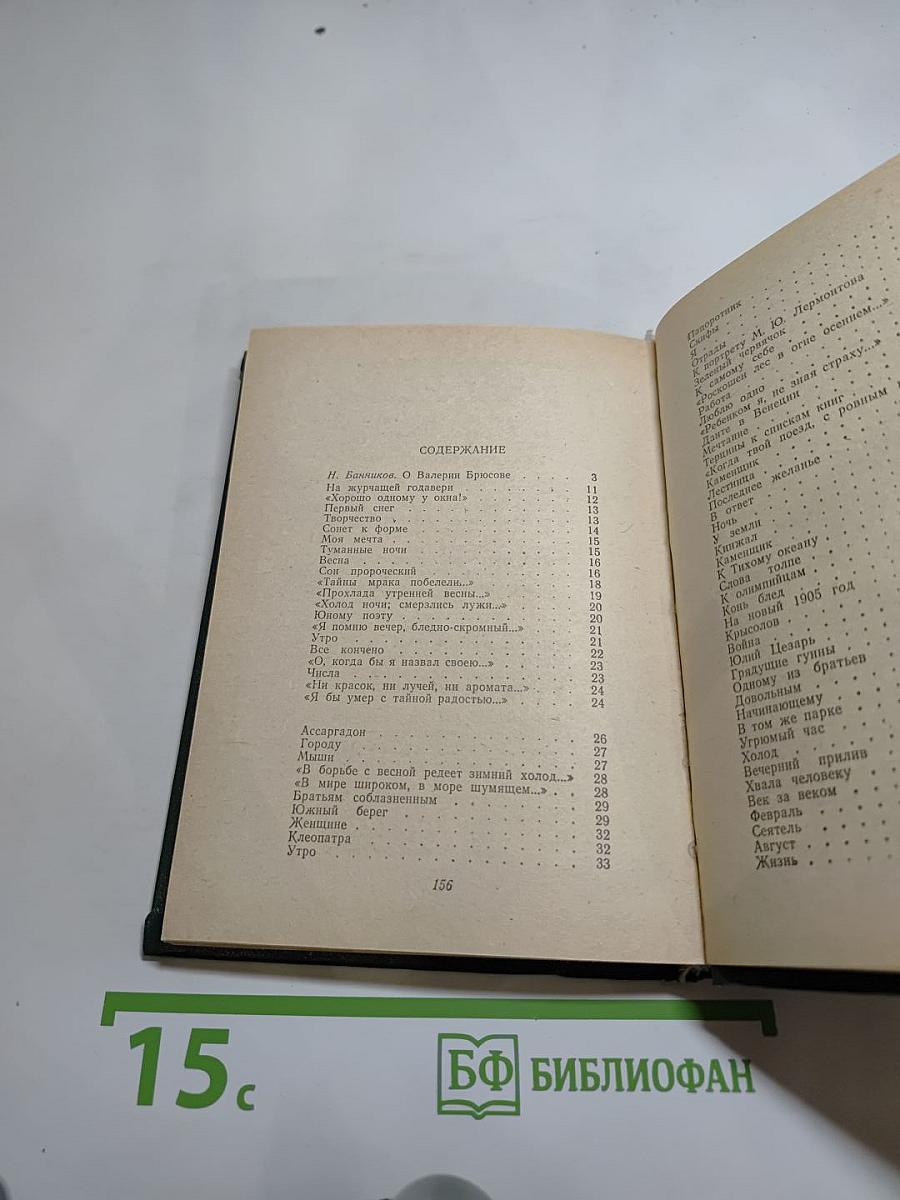 СОДЕРЖАНИЕ
Н. Банников. О Валерии Брюсове . . . . 3
На журчащей годавери . . . . 11
«Хорошо одному у окна!» . . . . 12
Первый снег . . . . 13
Творчество . . . . 13
Сонет к форме . . . . 14
Моя мечта . . . . 15
Туманные ночи . . . . 15
Весна . . . . 16
Сон пророческий . . . . 16
«Тайны мрака побелели...» . . . . 18
«Прохлада утренней весны...» . . . . 19
«Холод ночи; смерзлись лужи...» . . . . 20
Юному поэту . . . . 20
«Я помню вечер, бледно-скромный...» . . . . 21
Утро . . . . 21
Все кончено . . . . 22
«О, когда бы я назвал своею...» . . . . 23
Числа . . . . 23
«Ни красок, ни лучей, ни аромата...» . . . . 24
«Я бы умер с тайной радостью...» . . . . 24
Ассаргадон . . . . 26
Городу . . . . 27
Мыши . . . . 27
«В борьбе с весной редеет зимний холод...» 28
«В мире широком, в море шумящем...» . . 28
Братьям соблазненным . . . . 29
Южный берег . . . . 29
Женщине . . . . 32
Клеопатра . . . . 32
Утро . . . . 33
156
Папоротник
Скифы
Я
Отрады
К портрету М. Ю. Лермонтова
Зеленый червячок
К самому себе
«Роскошен лес в огне осеннем...»
Работа
Люблю одно
«Ребенком я, не зная страху...»
Данте в Венеции
Мечтание
Терцины к спискам книг
«Когда твой поезд, с ровным
Каменщик
Лестница
Последнее желанье
В ответ
Ночь
У земли
Кинжал
Каменщик
К Тихому океану
Слова толпе
К олимпийцам
Конь блед
На новый 1905 год
Крысолов
Война
Юлий Цезарь
Грядущие гунны
Одному из братьев
Довольным
Начинающему
В том же парке
Угрюмый час
Холод
Вечерний прилив
Хвала человеку
Век за веком
Февраль
Сеятель
Август
Жизнь
15 с
БФ БИБЛИОФАН